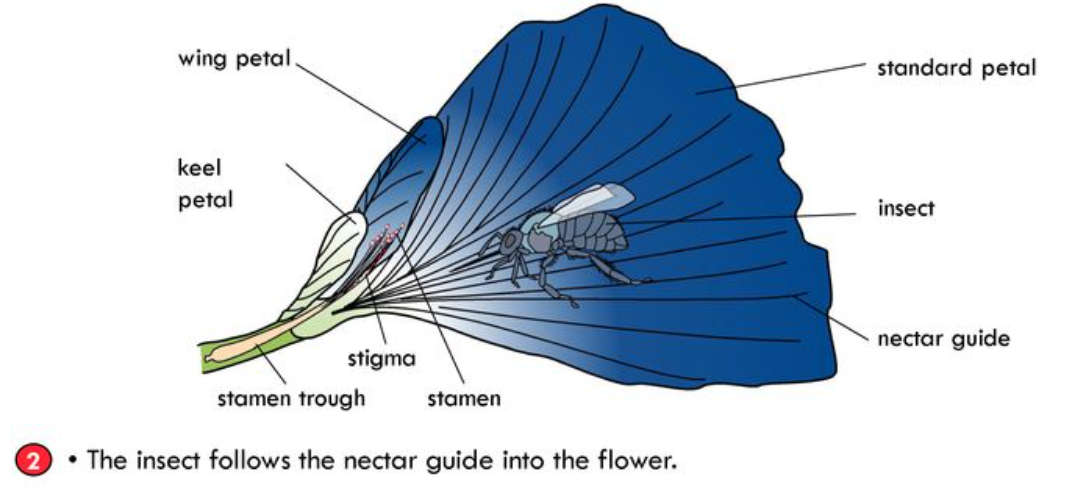 wing petal
standard petal
keel
petal
insect
nectar guide
stigma
stamen trough
stamen
2 • The insect follows the nectar guide into the flower.